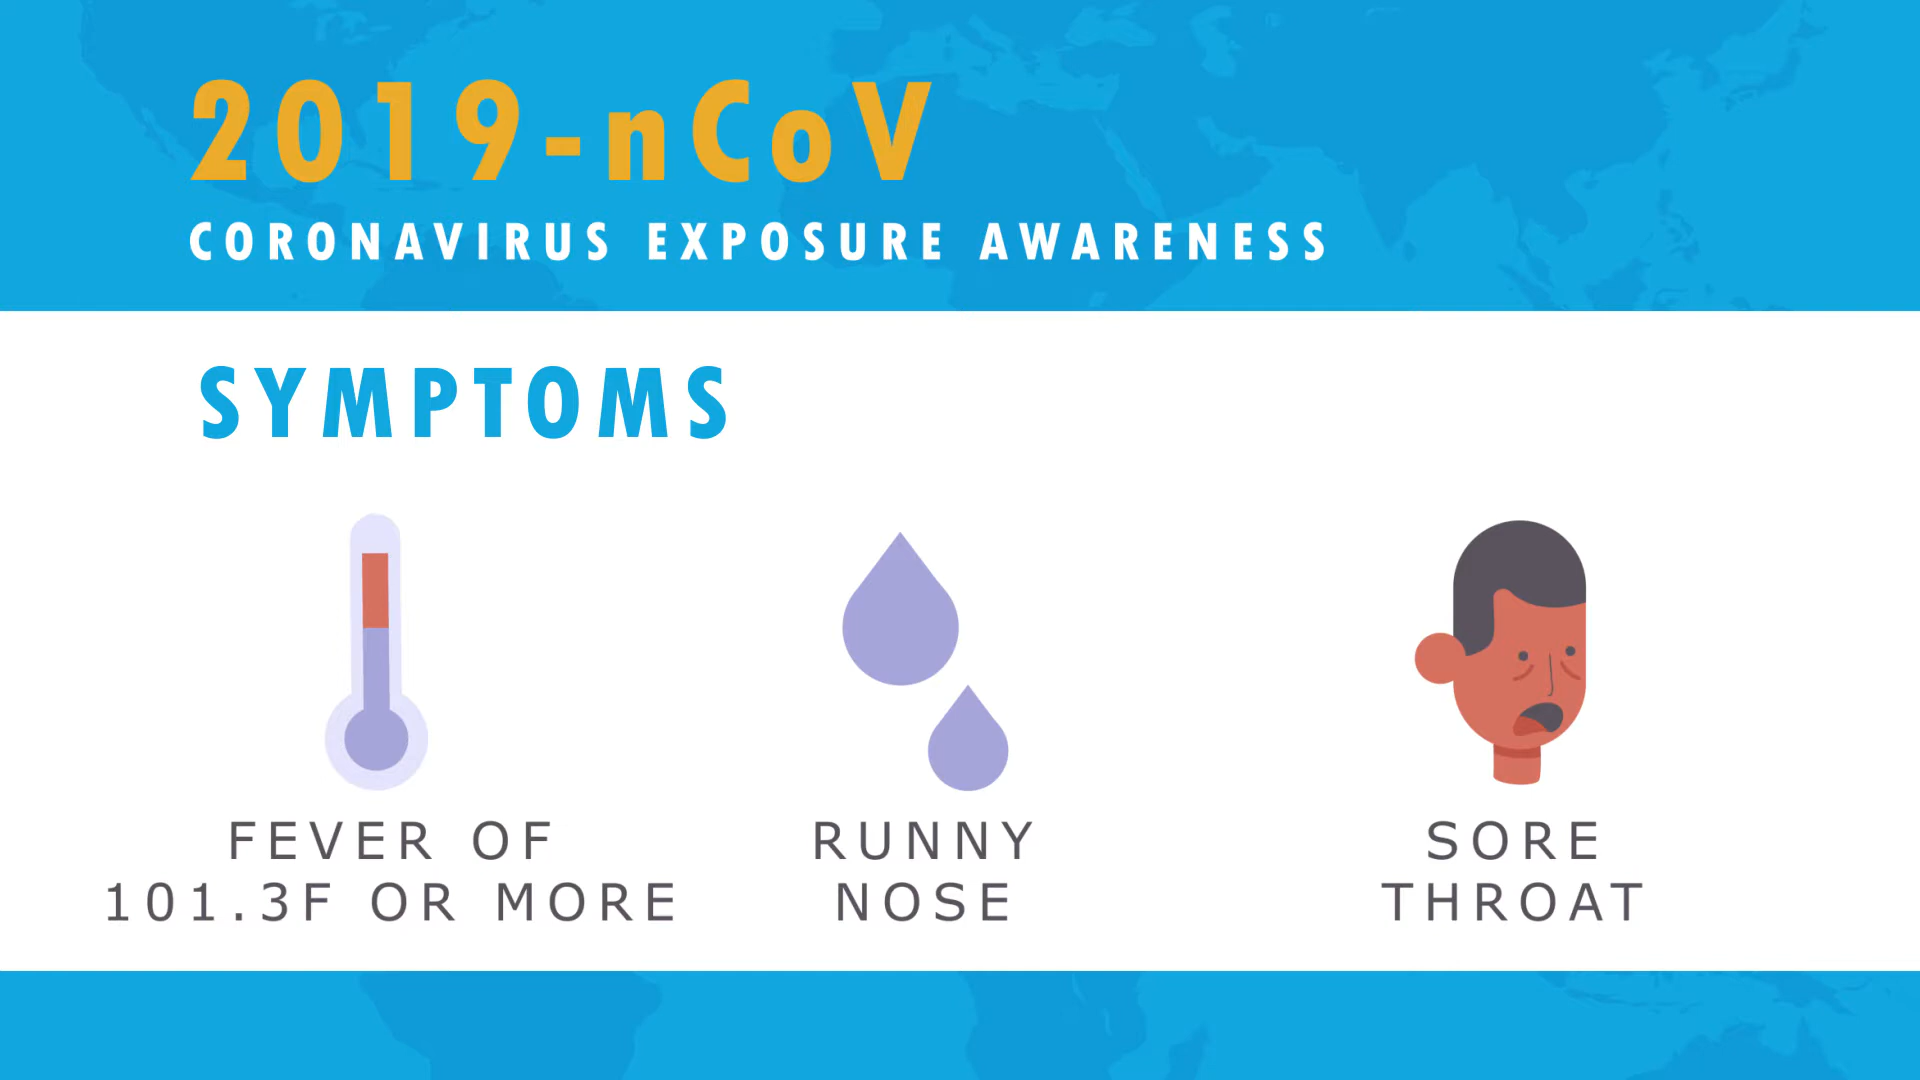 2019-nCoV
CORONAVIRUS EXPOSURE AWARENESS
SYMPTOMS
FEVER OF
101.3F OR MORE
RUNNY
NOSE
SORE
THROAT